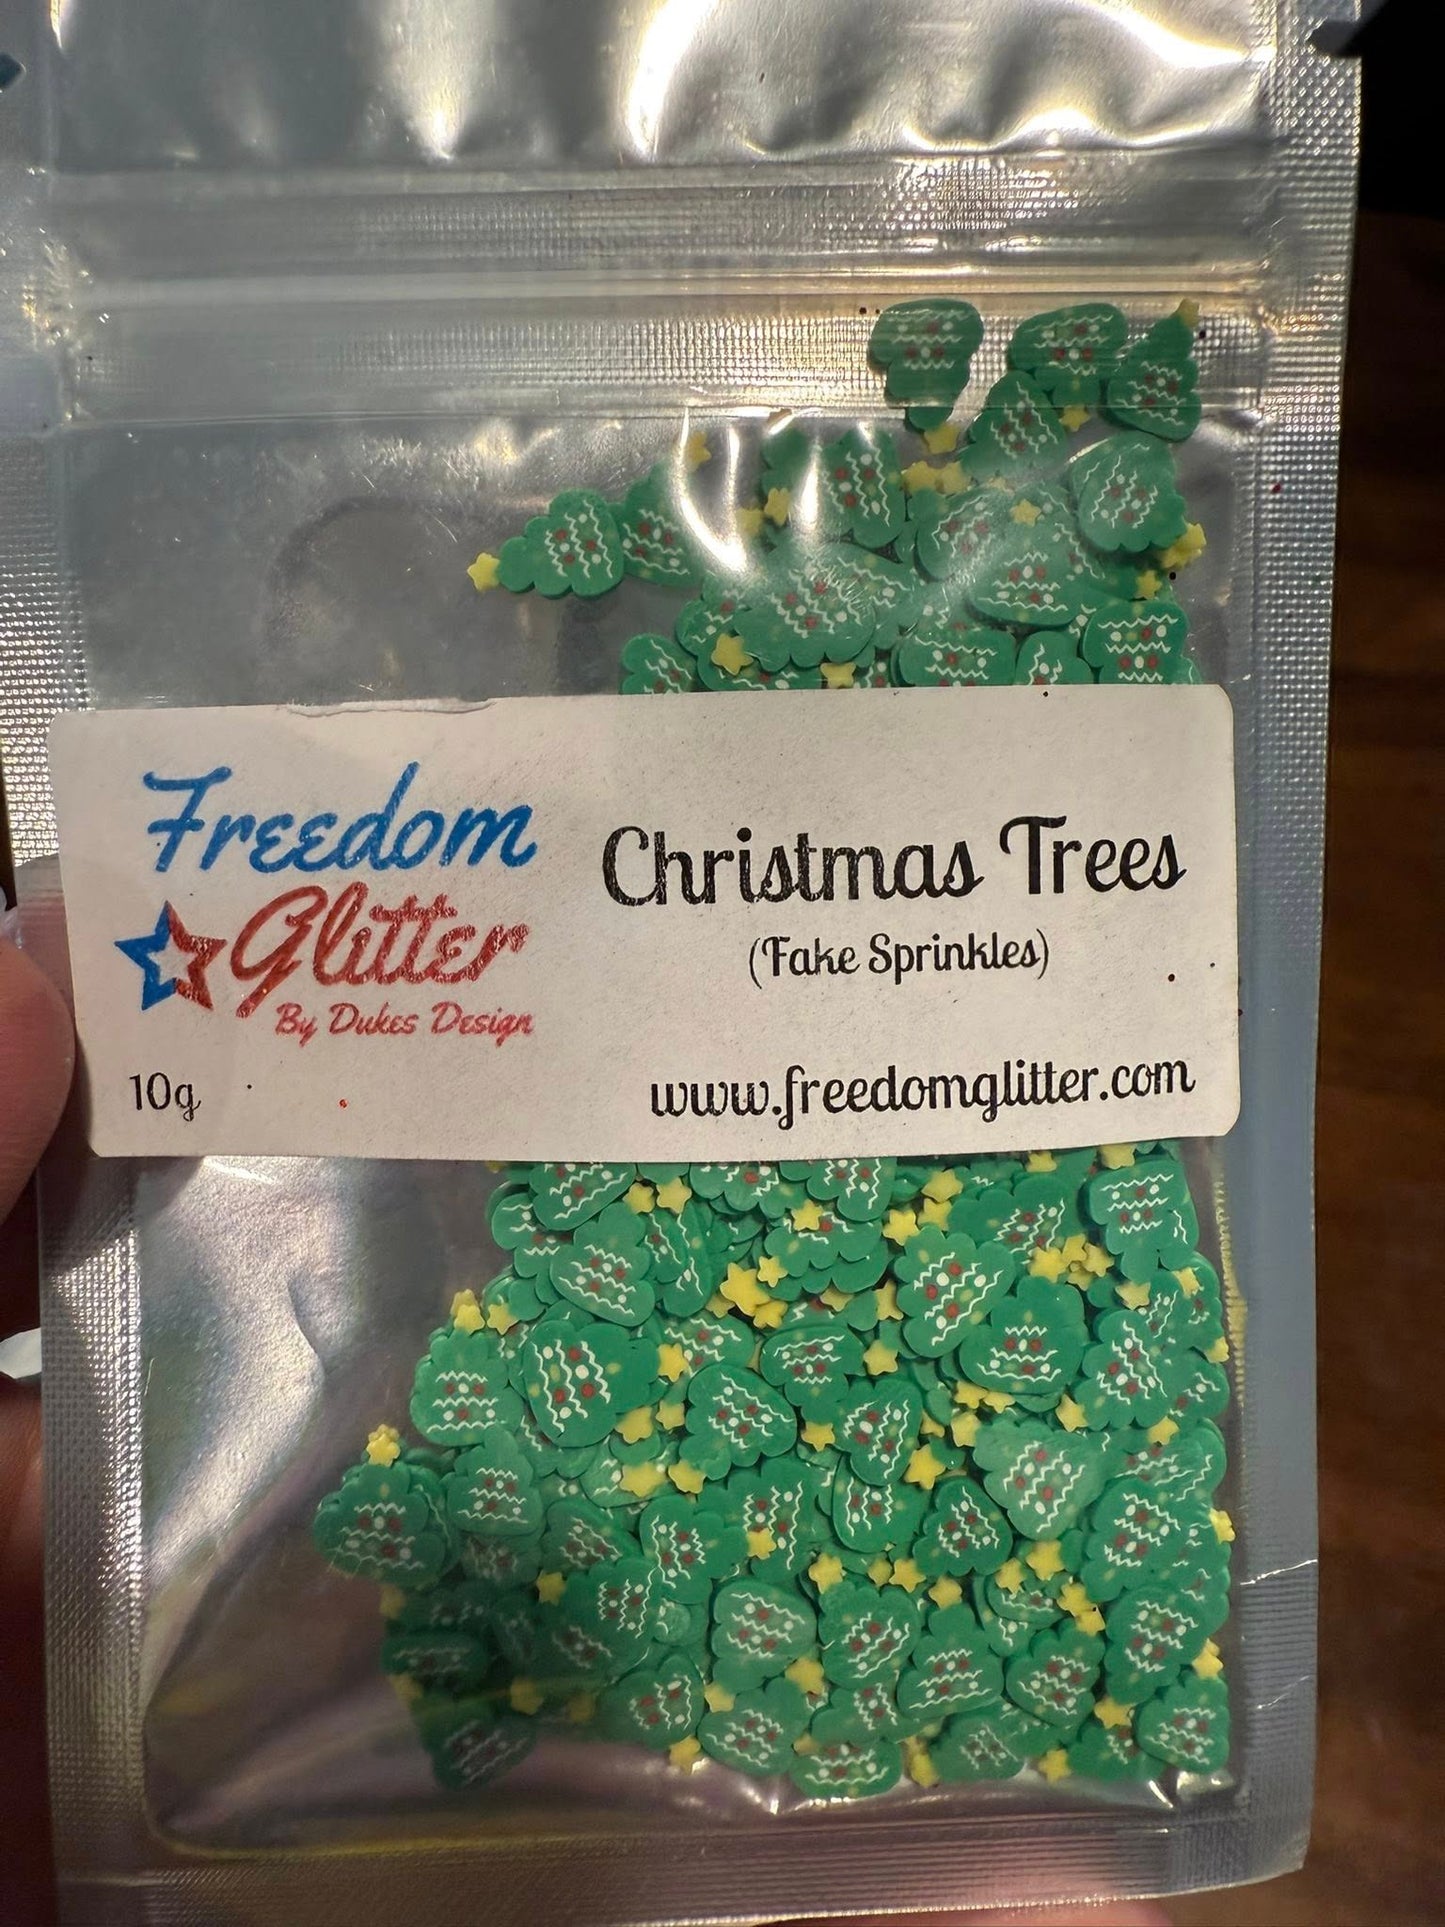 Freedom
Glitter
By Dukes Design
10g
Christmas Trees
(Fake Sprinkles)
www.freedomglitter.com